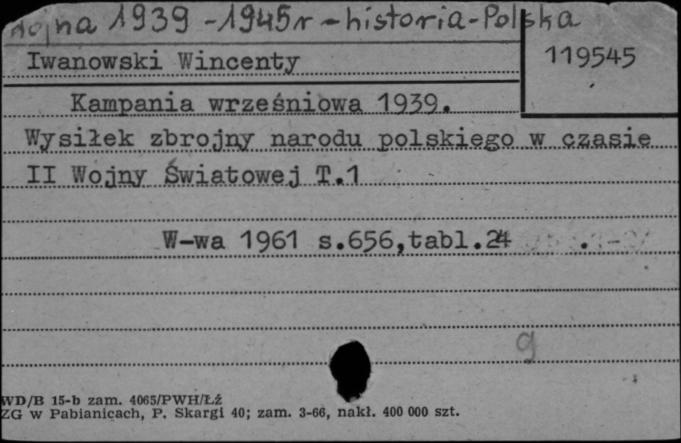 Wojna 1939-1945r - historia - Polska
Iwanowski Wincenty
119545
Kampania wrześniowa 1939.
Wysiłek zbrojny narodu polskiego w czasie
II Wojny Światowej T.1
W-wa 1961 s.656,tabl.24
g
WD/B 15-b zam. 4065/PWH/Łź
ZG w Pabianicach, P. Skargi 40; zam. 3-66, nakł. 400 000 szt.